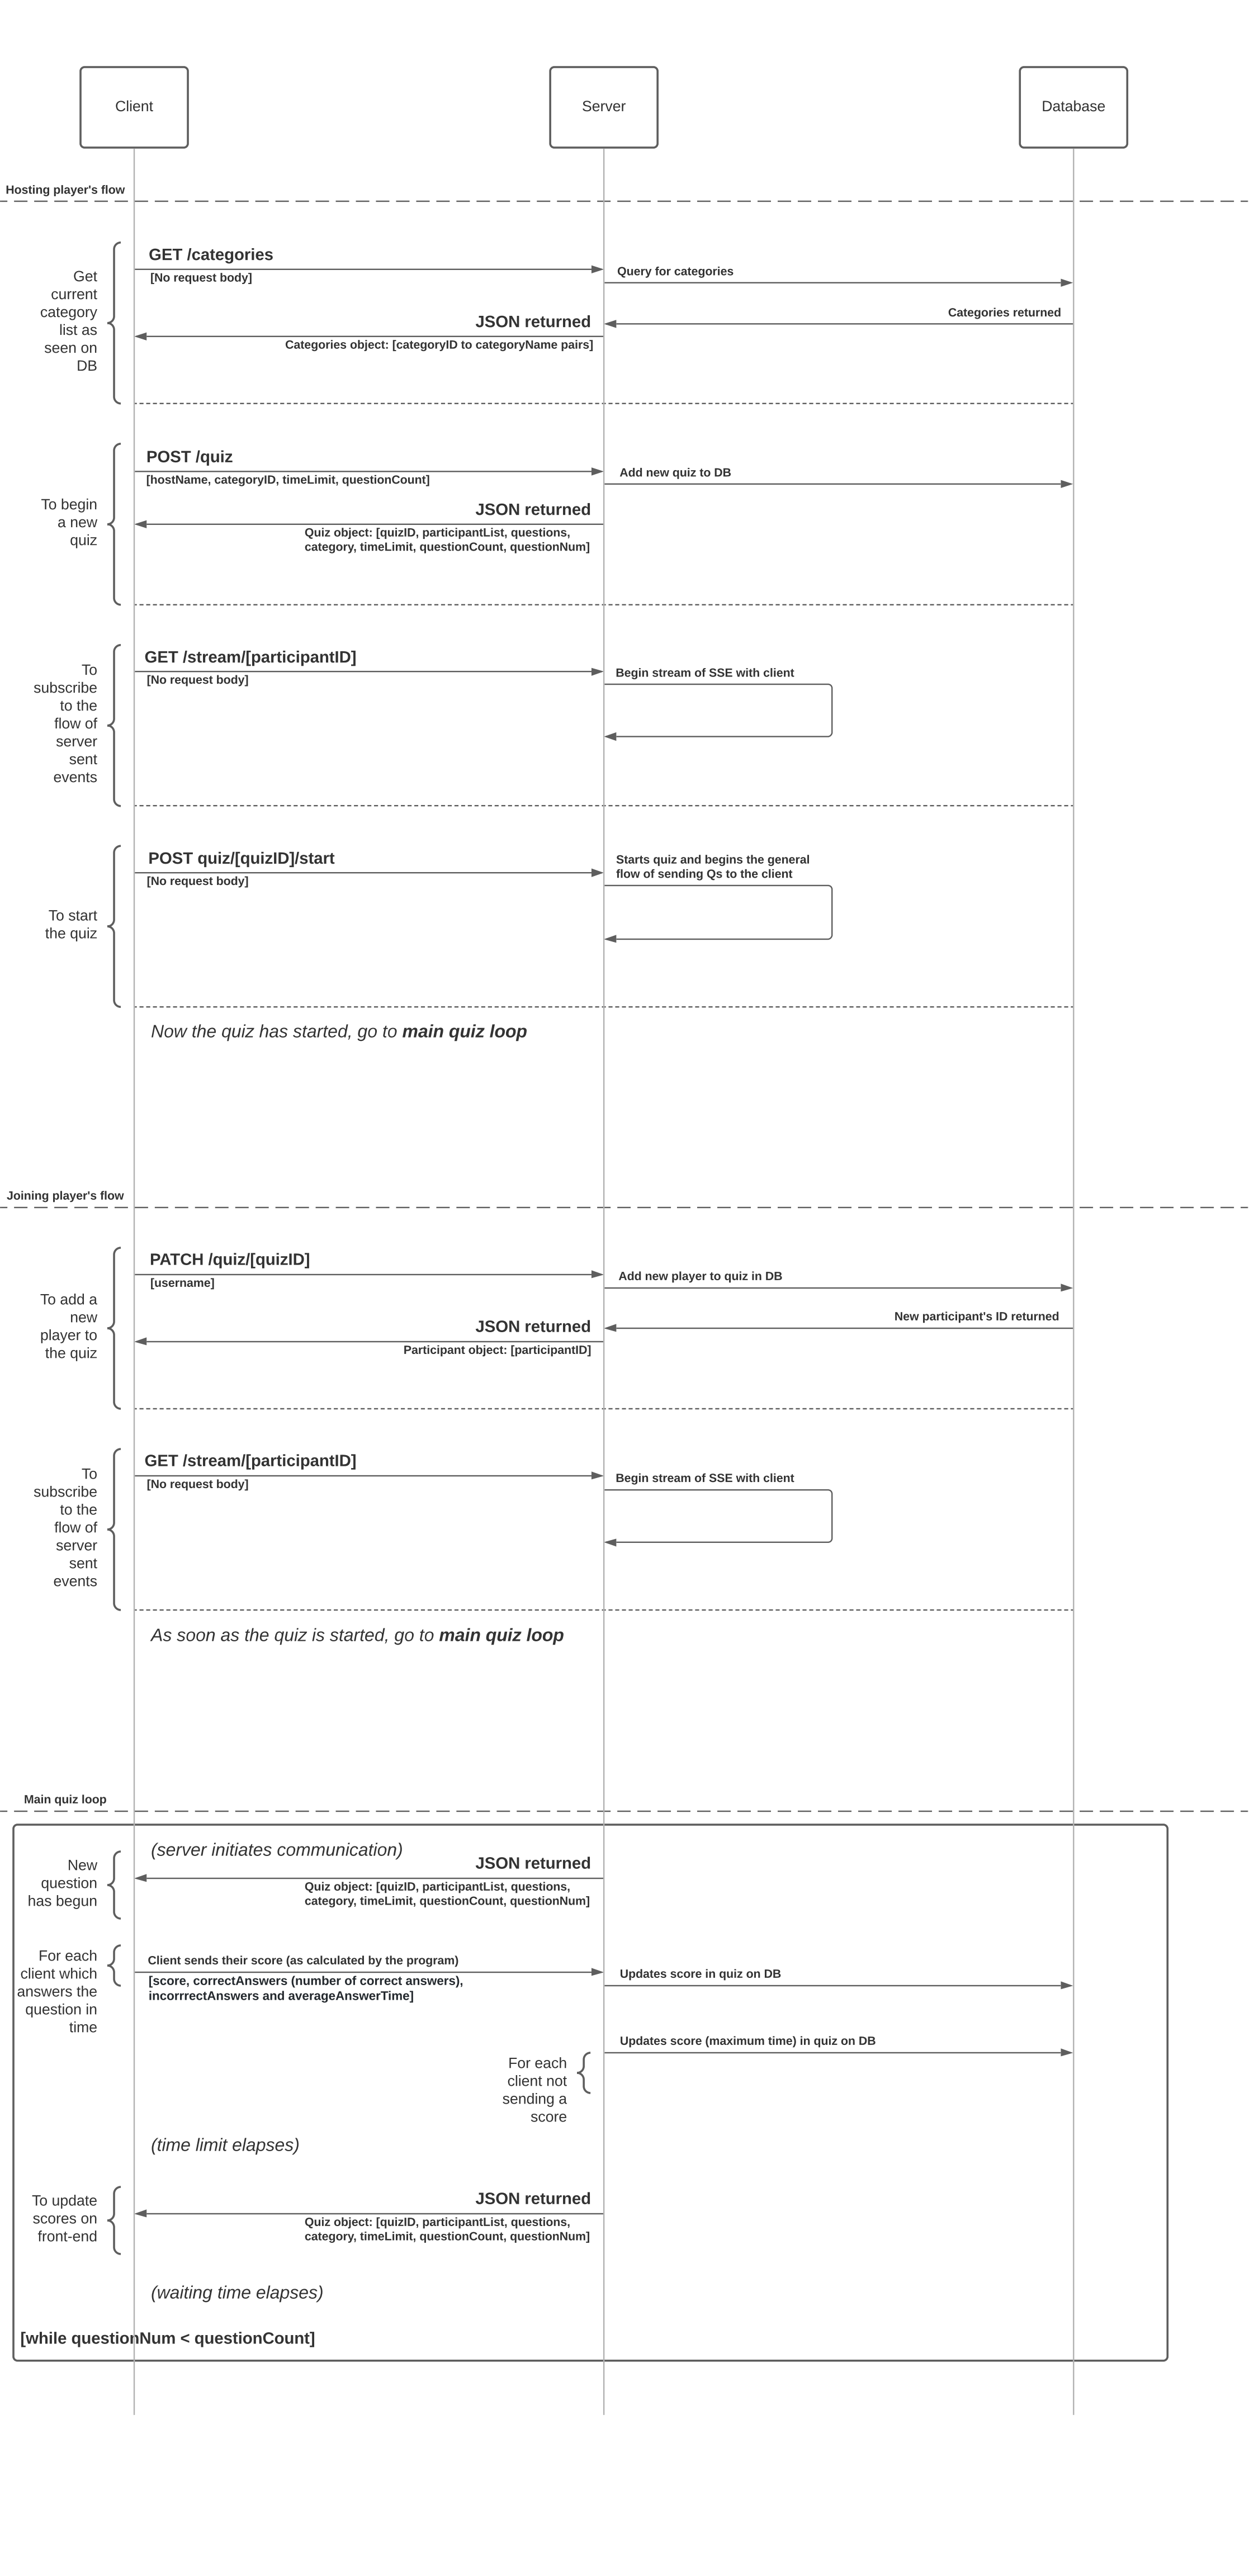 Client
Server
Database
Hosting player's flow
Get
current
category
list as
seen on
DB
GET /categories
[No request body]
Query for categories
Categories returned
JSON returned
Categories object: [categoryID to categoryName pairs]
To begin
a new
quiz
POST /quiz
[hostName, categoryID, timeLimit, questionCount]
Add new quiz to DB
JSON returned
Quiz object: [quizID, participantList, questions,
category, timeLimit, questionCount, questionNum]
To
subscribe
to the
flow of
server
sent
events
GET /stream/[participantID]
[No request body]
Begin stream of SSE with client
To start
the quiz
POST quiz/[quizID]/start
[No request body]
Starts quiz and begins the general
flow of sending Qs to the client
Now the quiz has started, go to main quiz loop
Joining player's flow
To add a
new
player to
the quiz
PATCH /quiz/[quizID]
[username]
Add new player to quiz in DB
New participant's ID returned
JSON returned
Participant object: [participantID]
To
subscribe
to the
flow of
server
sent
events
GET /stream/[participantID]
[No request body]
Begin stream of SSE with client
As soon as the quiz is started, go to main quiz loop
Main quiz loop
New
question
has begun
(server initiates communication)
JSON returned
Quiz object: [quizID, participantList, questions,
category, timeLimit, questionCount, questionNum]
For each
client which
answers the
question in
time
Client sends their score (as calculated by the program)
[score, correctAnswers (number of correct answers),
incorrrectAnswers and averageAnswerTime]
Updates score in quiz on DB
Updates score (maximum time) in quiz on DB
For each
client not
sending a
score
(time limit elapses)
To update
scores on
front-end
JSON returned
Quiz object: [quizID, participantList, questions,
category, timeLimit, questionCount, questionNum]
(waiting time elapses)
[while questionNum < questionCount]